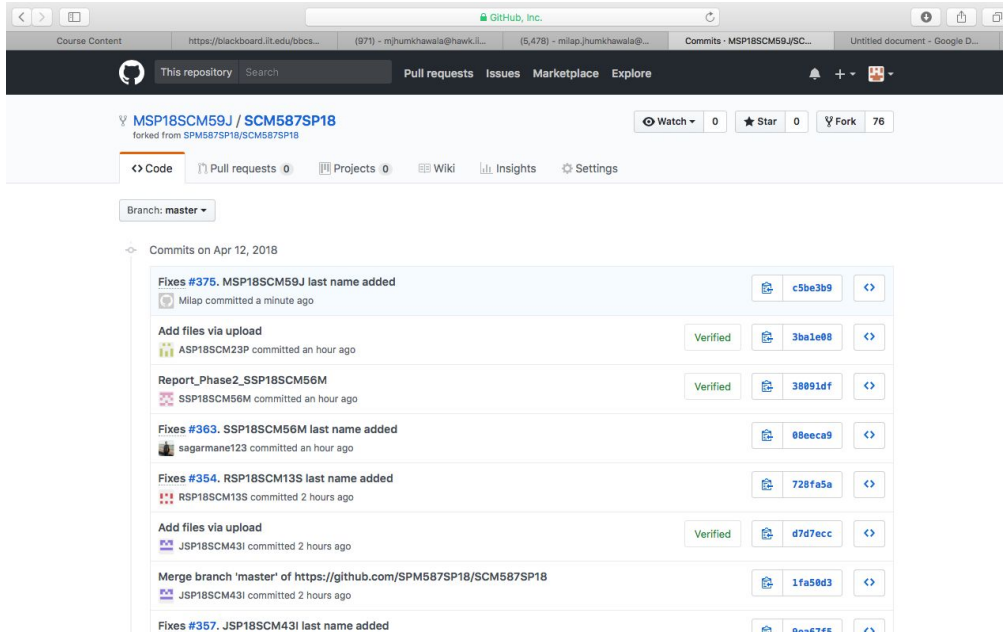 GitHub, Inc.
Course Content
https://blackboard.iit.edu/bbcs...
(971) - mjhumkhawala@hawk.ii...
(5,478) - milap.jhumkhawala@...
Commits · MSP18SCM59J/SC...
Untitled document - Google D...
This repository Search Pull requests Issues Marketplace Explore
MSP18SCM59J / SCM587SP18
forked from SPM587SP18/SCM587SP18
Watch 0 Star 0 Fork 76
Code Pull requests 0 Projects 0 Wiki Insights Settings
Branch: master
Commits on Apr 12, 2018
Fixes #375. MSP18SCM59J last name added
Milap committed a minute ago
c5be3b9
Add files via upload
ASP18SCM23P committed an hour ago
Verified 3ba1e08
Report_Phase2_SSP18SCM56M
SSP18SCM56M committed an hour ago
Verified 38091df
Fixes #363. SSP18SCM56M last name added
sagarmane123 committed an hour ago
08eeca9
Fixes #354. RSP18SCM13S last name added
RSP18SCM13S committed 2 hours ago
728fa5a
Add files via upload
JSP18SCM43I committed 2 hours ago
Verified d7d7ecc
Merge branch 'master' of https://github.com/SPM587SP18/SCM587SP18
JSP18SCM43I committed 2 hours ago
1fa50d3
Fixes #357. JSP18SCM43I last name added